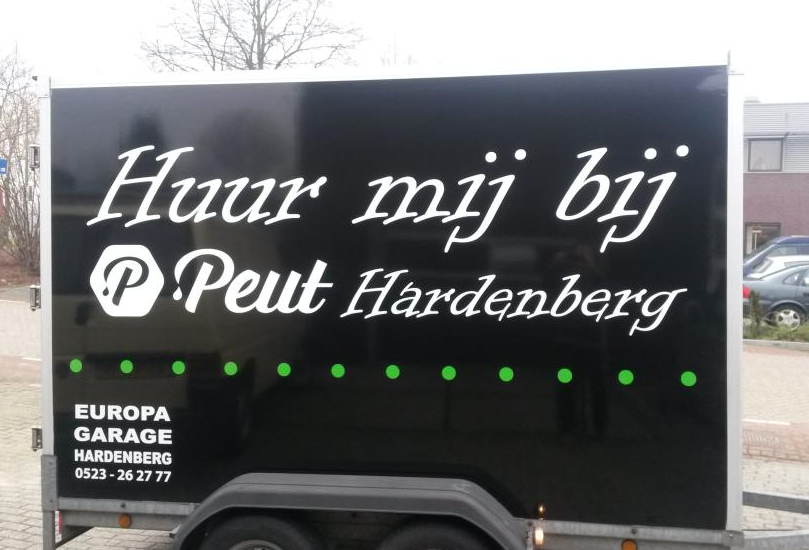 Huur mij bij
P Peut Hardenberg
EUROPA
GARAGE
HARDENBERG
0523 - 26 27 77